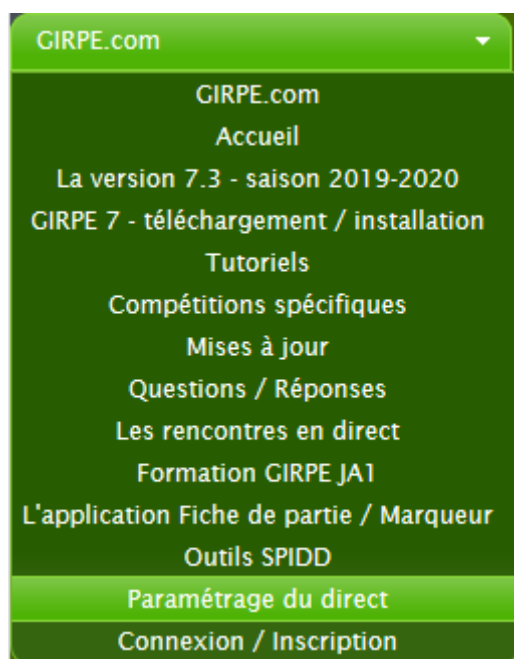 GIRPE.com
GIRPE.com
Accueil
La version 7.3 - saison 2019-2020
GIRPE 7 - téléchargement / installation
Tutoriels
Compétitions spécifiques
Mises à jour
Questions / Réponses
Les rencontres en direct
Formation GIRPE JA1
L'application Fiche de partie / Marqueur
Outils SPIDD
Paramétrage du direct
Connexion / Inscription